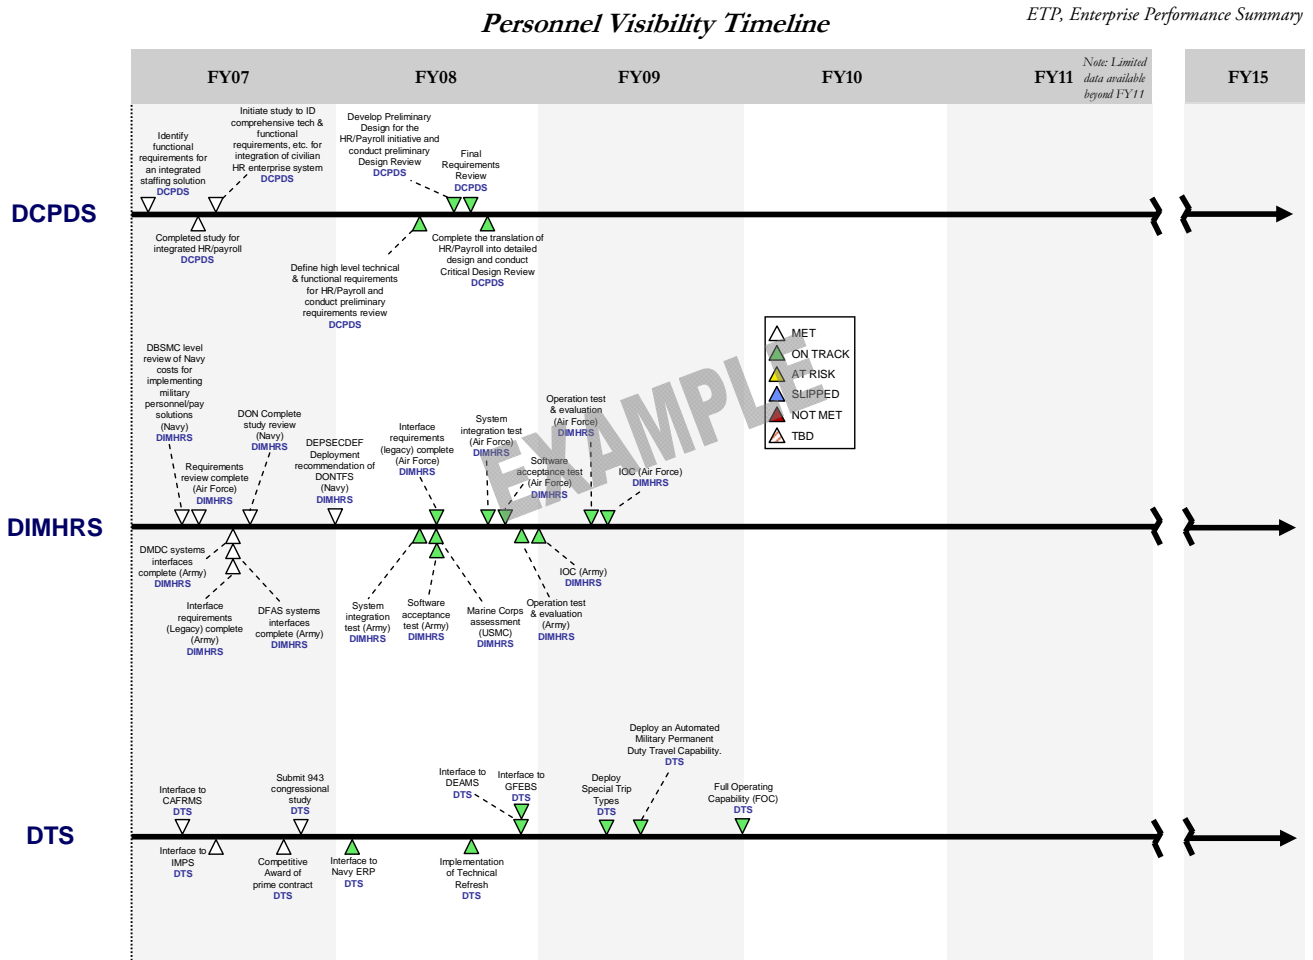 ETP, Enterprise Performance Summary
Personnel Visibility Timeline
FY07
FY08
FY09
FY10
FY11
Note: Limited
data available
beyond FY11
FY15
DCPDS
Identify
functional
requirements for
an integrated
staffing solution
DCPDS
Initiate study to ID
comprehensive tech &
functional
requirements, etc. for
integration of civilian
HR enterprise system
DCPDS
Develop Preliminary
Design for the
HR/Payroll initiative and
conduct preliminary
Design Review
DCPDS
Final
Requirements
Review
DCPDS
Completed study for
integrated HR/payroll
DCPDS
Define high level technical
& functional requirements
for HR/Payroll and
conduct preliminary
requirements review
DCPDS
Complete the translation of
HR/Payroll into detailed
design and conduct
Critical Design Review
DCPDS
MET
ON TRACK
AT RISK
SLIPPED
NOT MET
TBD
EXAMPLE
DIMHRS
DBSMC level
review of Navy
costs for
implementing
military
personnel/pay
solutions
(Navy)
DIMHRS
Requirements
review complete
(Air Force)
DIMHRS
DON Complete
study review
(Navy)
DIMHRS
DEPSECDEF
Deployment
recommendation of
DONTFS
(Navy)
DIMHRS
Interface
requirements
(legacy) complete
(Air Force)
DIMHRS
System
integration test
(Air Force)
DIMHRS
Software
acceptance test
(Air Force)
DIMHRS
Operation test
& evaluation
(Air Force)
DIMHRS
IOC (Air Force)
DIMHRS
DMDC systems
interfaces
complete (Army)
DIMHRS
Interface
requirements
(Legacy) complete
(Army)
DIMHRS
DFAS systems
interfaces
complete (Army)
DIMHRS
System
integration
test (Army)
DIMHRS
Software
acceptance
test (Army)
DIMHRS
Marine Corps
assessment
(USMC)
DIMHRS
Operation test
& evaluation
(Army)
DIMHRS
IOC (Army)
DIMHRS
DTS
Interface to
CAFRMS
DTS
Submit 943
congressional
study
DTS
Interface to
DEAMS
DTS
Interface to
GFEBS
DTS
Deploy
Special Trip
Types
DTS
Deploy an Automated
Military Permanent
Duty Travel Capability.
DTS
Full Operating
Capability (FOC)
DTS
Interface to
IMPS
DTS
Competitive
Award of
prime contract
DTS
Interface to
Navy ERP
DTS
Implementation
of Technical
Refresh
DTS